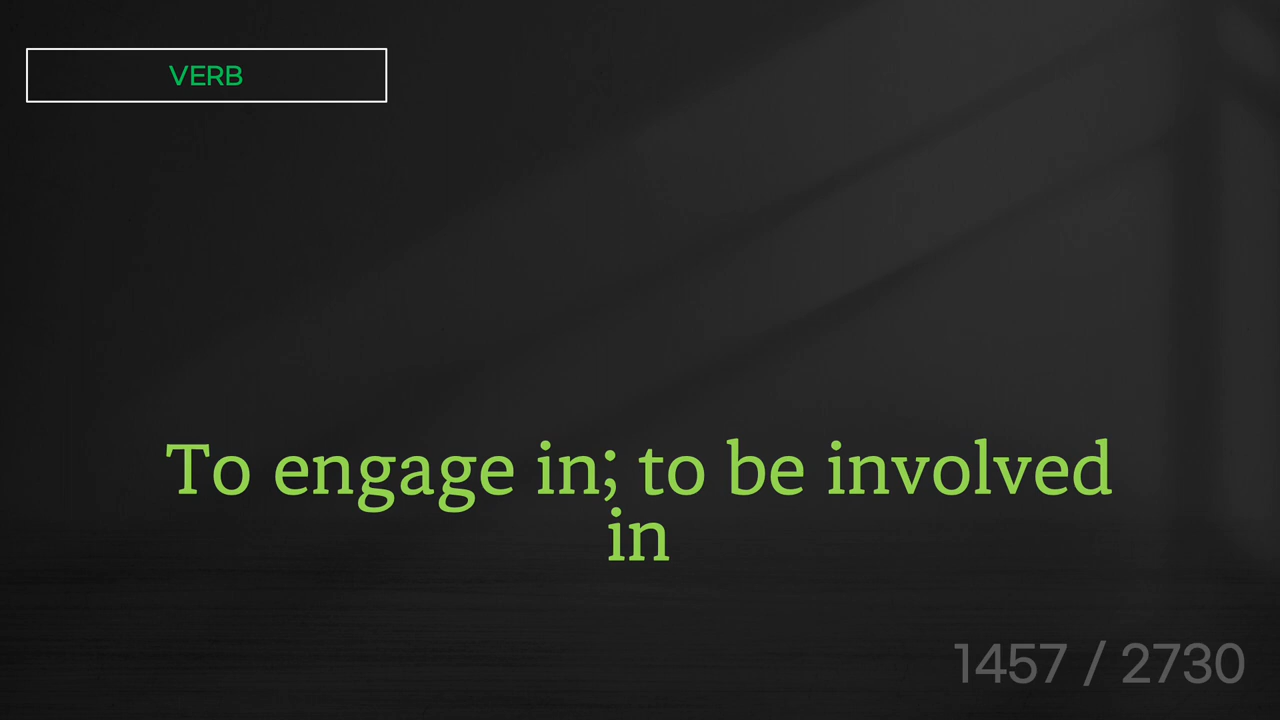 VERB
To engage in; to be involved
in
1457 / 2730